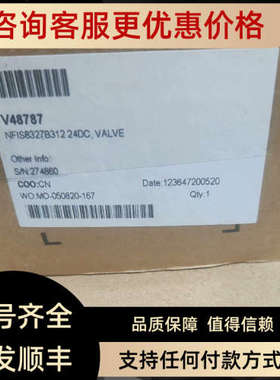 咨询客服更优惠价格
V48787
NFIS8327B312 24DC, VALVE
Other Info:
S/N:274860
COO:CN
Date:123647200520
WO:MO-050820-167
Qty:1
号齐全
品质保障 值得信赖
发顺丰
支持任何付款方式